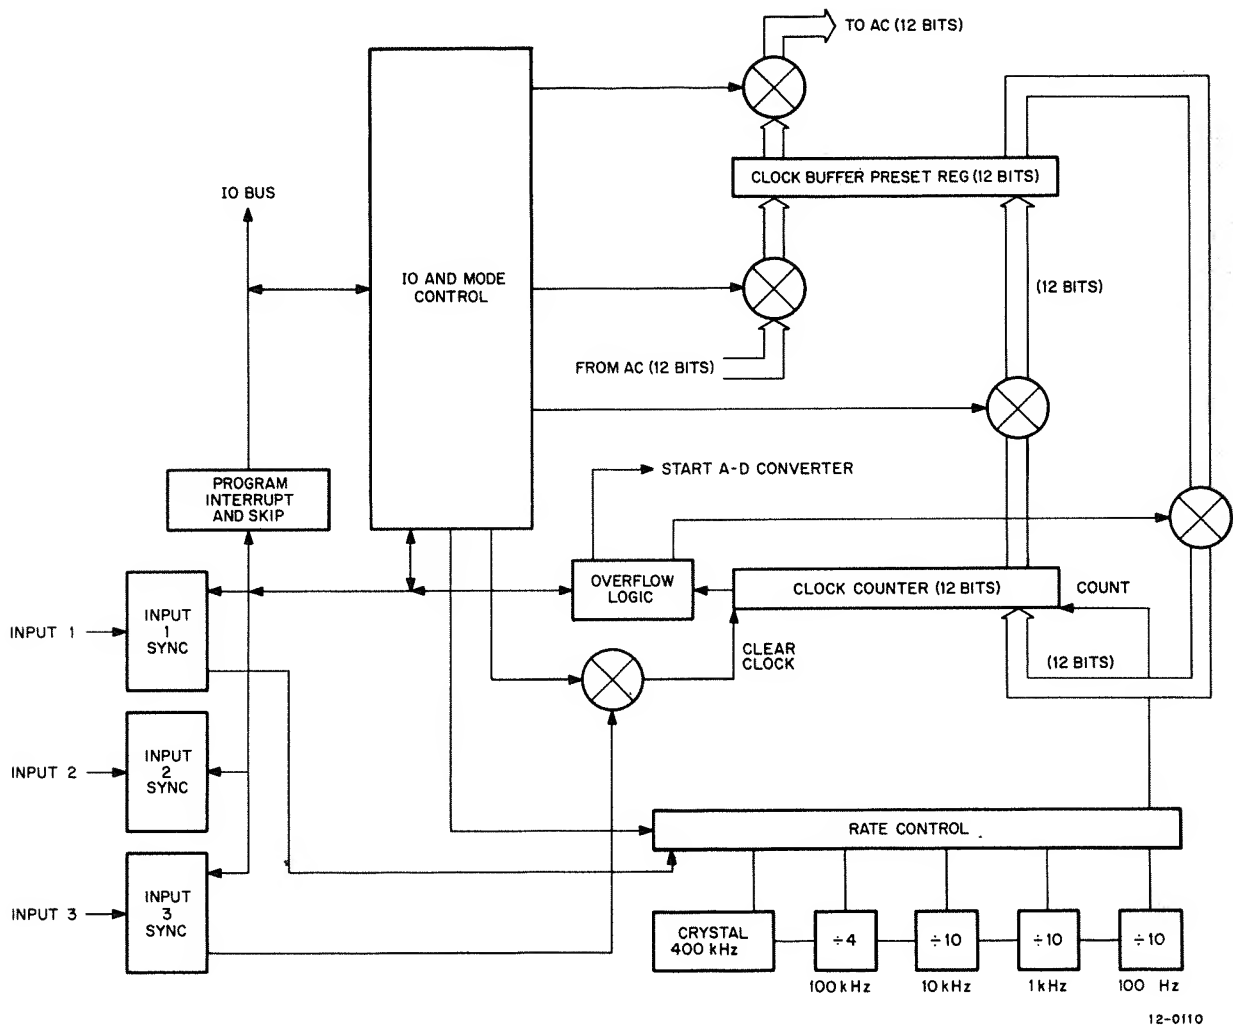 TO AC (12 BITS)
CLOCK BUFFER PRESET REG (12 BITS)
IO BUS
IO AND MODE
CONTROL
(12 BITS)
FROM AC (12 BITS)
START A-D CONVERTER
PROGRAM
INTERRUPT
AND SKIP
OVERFLOW
LOGIC
CLOCK COUNTER (12 BITS)
COUNT
INPUT 1
INPUT
1
SYNC
CLEAR
CLOCK
(12 BITS)
INPUT 2
INPUT
2
SYNC
RATE CONTROL
INPUT 3
INPUT
3
SYNC
CRYSTAL
400 kHz
÷4
÷10
÷10
÷10
100 kHz
10 kHz
1 kHz
100 Hz
12-0110